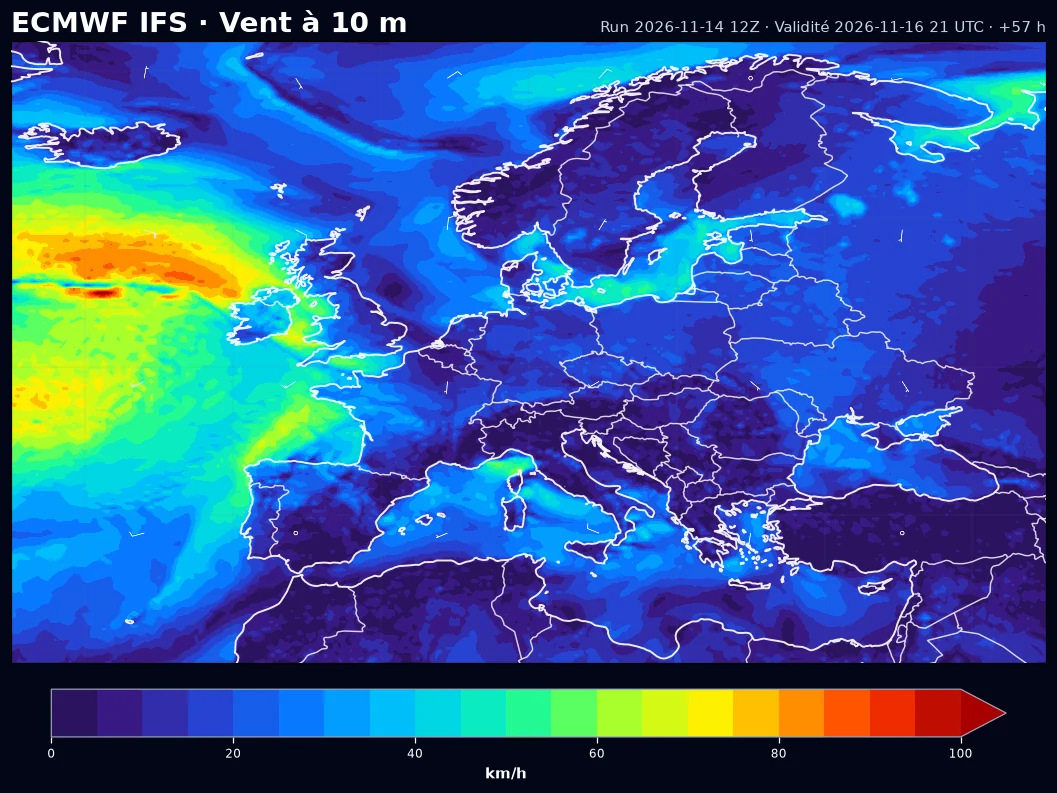 ECMWF IFS · Vent à 10 m
Run 2026-11-14 12Z · Validité 2026-11-16 21 UTC · +57 h
0 20 40 60 80 100
km/h